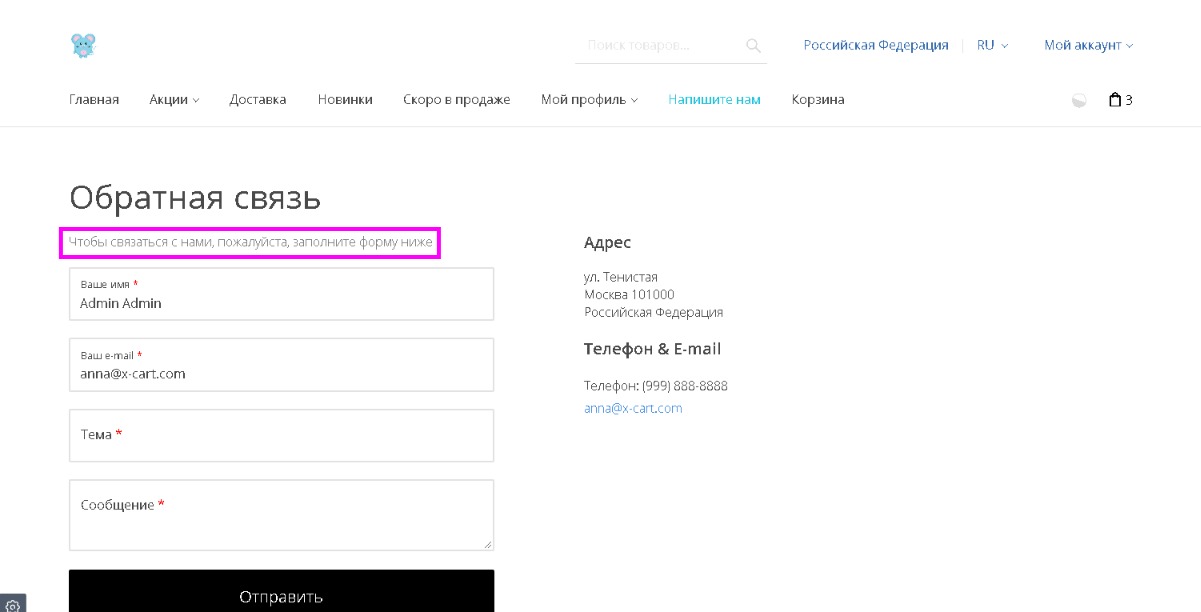 Поиск товаров...
Российская Федерация
RU
Мой аккаунт
Главная
Акции
Доставка
Новинки
Скоро в продаже
Мой профиль
Напишите нам
Корзина
3
Обратная связь
Чтобы связаться с нами, пожалуйста, заполните форму ниже
Ваше имя *
Admin Admin
Ваш e-mail *
anna@x-cart.com
Тема *
Сообщение *
Отправить
Адрес
ул. Тенистая
Москва 101000
Российская Федерация
Телефон & E-mail
Телефон: (999) 888-8888
anna@x-cart.com